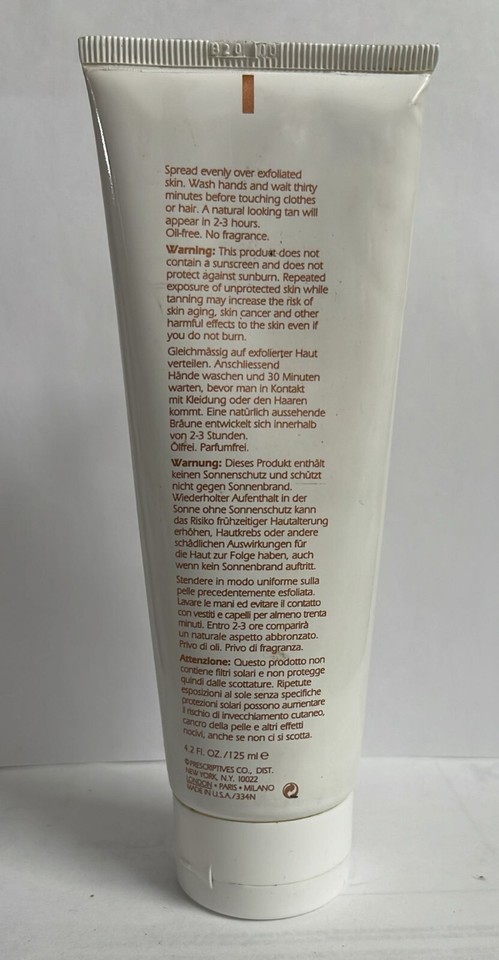 920 00
Spread evenly over exfoliated
skin. Wash hands and wait thirty
minutes before touching clothes
or hair. A natural looking tan will
appear in 2-3 hours.
Oil-free. No fragrance.
Warning: This product does not
contain a sunscreen and does not
protect against sunburn. Repeated
exposure of unprotected skin while
tanning may increase the risk of
skin aging, skin cancer and other
harmful effects to the skin even if
you do not burn.
Gleichmässig auf exfolierter Haut
verteilen. Anschliessend
Hände waschen und 30 Minuten
warten, bevor man in Kontakt
mit Kleidung oder den Haaren
kommt. Eine natürlich aussehende
Bräune entwickelt sich innerhalb
von 2-3 Stunden.
Ölfrei. Parfumfrei.
Warnung: Dieses Produkt enthält
keinen Sonnenschutz und schützt
nicht gegen Sonnenbrand.
Wiederholter Aufenthalt in der
Sonne ohne Sonnenschutz kann
das Risiko frühzeitiger Hautalterung
erhöhen, Hautkrebs oder andere
schädlichen Auswirkungen für
die Haut zur Folge haben, auch
wenn kein Sonnenbrand auftritt.
Stendere in modo uniforme sulla
pelle precedentemente esfoliata.
Lavare le mani ed evitare il contatto
con vestiti e capelli per almeno trenta
minuti. Entro 2-3 ore comparirà
un naturale aspetto abbronzato.
Privo di oli. Privo di fragranza.
Attenzione: Questo prodotto non
contiene filtri solari e non protegge
quindi dalle scottature. Ripetute
esposizioni al sole senza specifiche
protezioni solari possono aumentare
il rischio di invecchiamento cutaneo,
cancro della pelle e altri effetti
nocivi, anche se non ci si scotta.
4.2 FL. OZ./125 ml ℮
©PRESCRIPTIVES CO., DIST.
NEW YORK, N.Y. 10022
LONDON • PARIS • MILANO
MADE IN U.S.A./334N